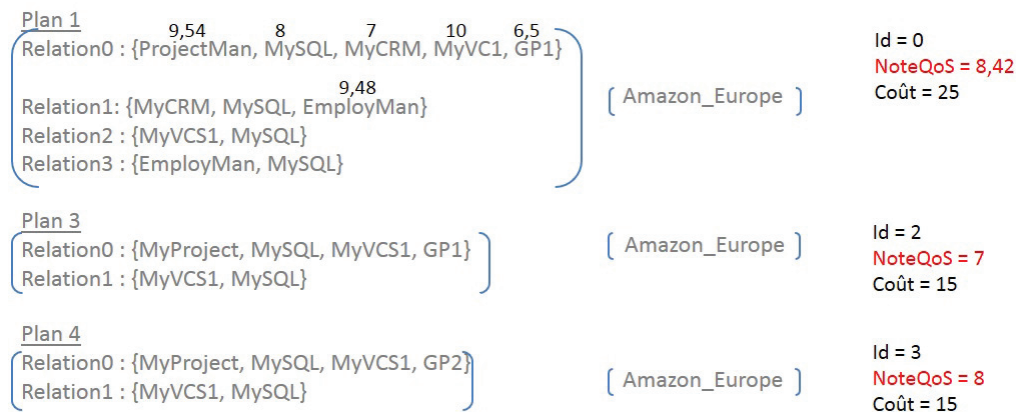 Plan 1
9,54 8 7 10 6,5
Relation0 : {ProjectMan, MySQL, MyCRM, MyVC1, GP1}
9,48
Relation1: {MyCRM, MySQL, EmployMan}
Relation2 : {MyVCS1, MySQL}
Relation3 : {EmployMan, MySQL}
Amazon_Europe
Id = 0
NoteQoS = 8,42
Coût = 25
Plan 3
Relation0 : {MyProject, MySQL, MyVCS1, GP1}
Relation1 : {MyVCS1, MySQL}
Amazon_Europe
Id = 2
NoteQoS = 7
Coût = 15
Plan 4
Relation0 : {MyProject, MySQL, MyVCS1, GP2}
Relation1 : {MyVCS1, MySQL}
Amazon_Europe
Id = 3
NoteQoS = 8
Coût = 15